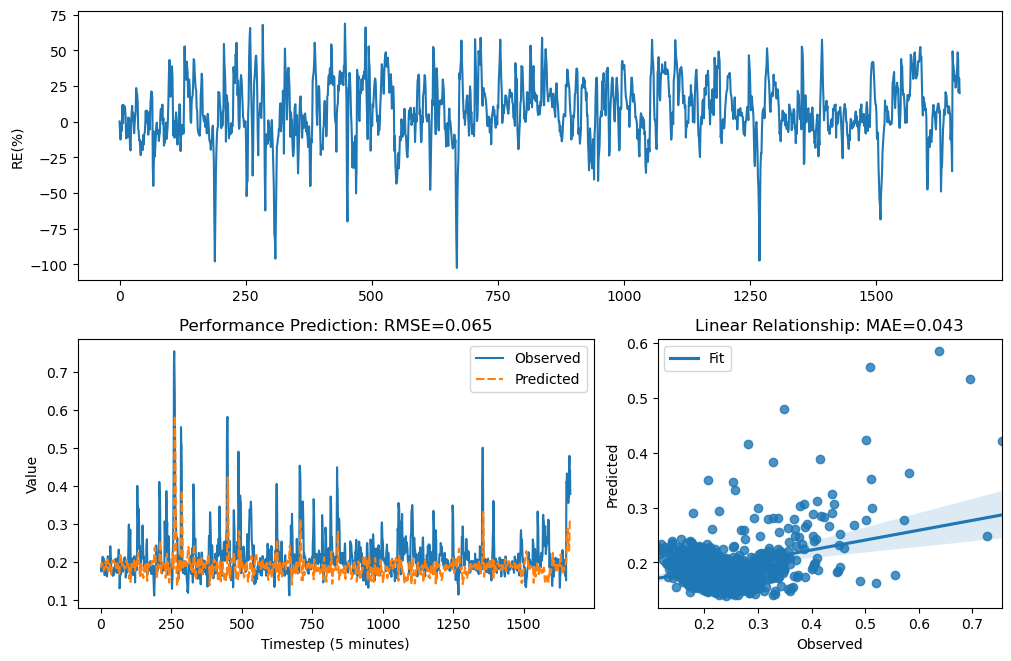 75
50
25
0
−25
−50
−75
−100
RE(%)
0 250 500 750 1000 1250 1500
Performance Prediction: RMSE=0.065
Observed
Predicted
0.7
0.6
0.5
0.4
0.3
0.2
0.1
Value
0 250 500 750 1000 1250 1500
Timestep (5 minutes)
Linear Relationship: MAE=0.043
Fit
0.6
0.5
0.4
0.3
0.2
Predicted
0.2 0.3 0.4 0.5 0.6 0.7
Observed